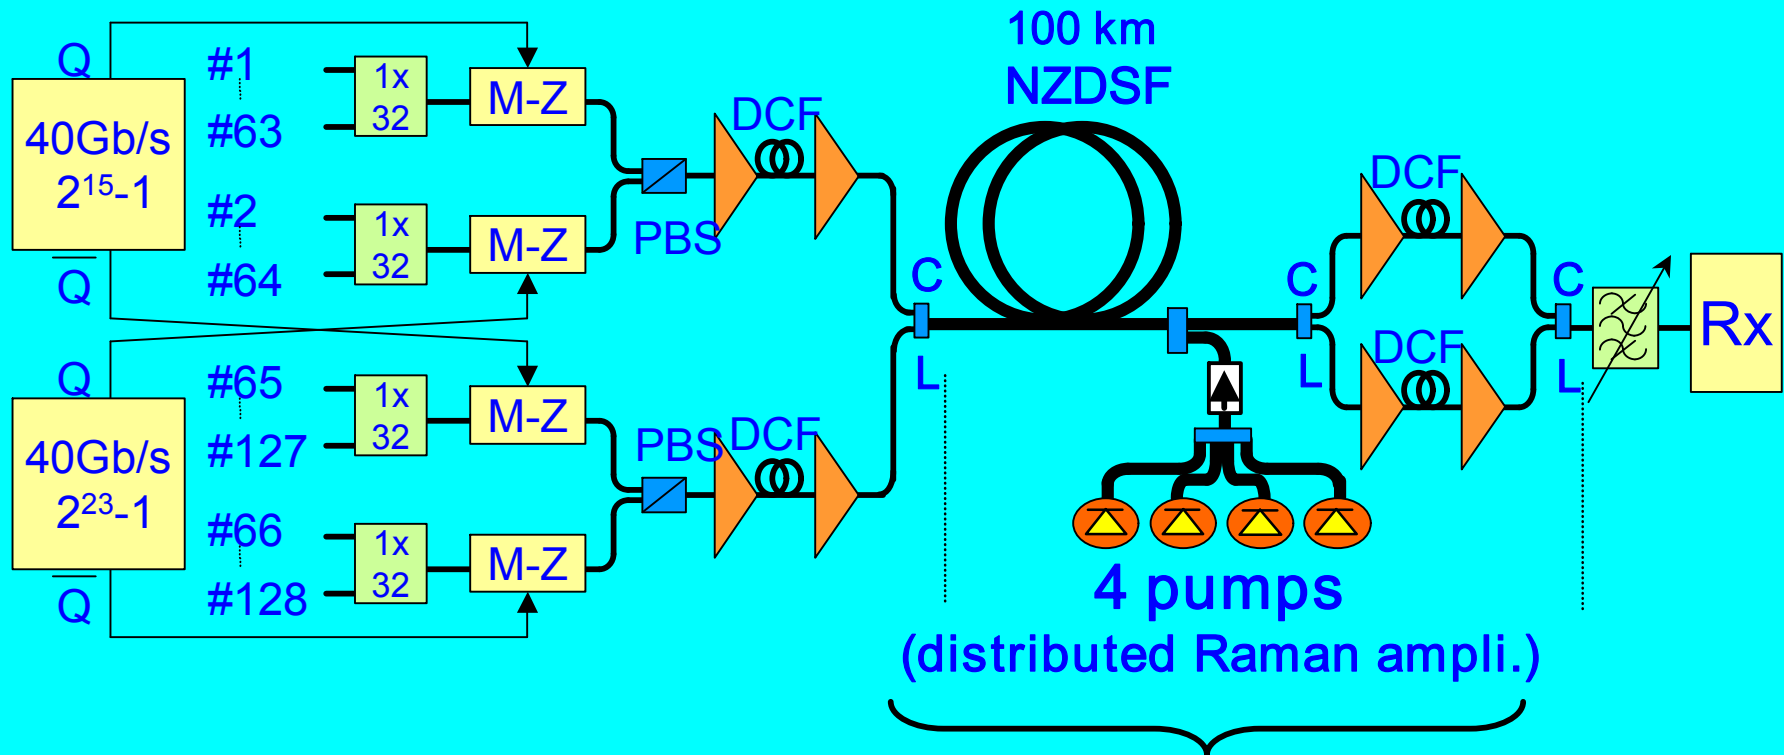 Q
40Gb/s
2¹⁵-1
Q̅
#1
#63
1x
32
M-Z
#2
#64
1x
32
M-Z
PBS
DCF
Q
40Gb/s
2²³-1
Q̅
#65
#127
1x
32
M-Z
#66
#128
1x
32
M-Z
PBS
DCF
100 km
NZDSF
C
L
4 pumps
(distributed Raman ampli.)
C
L
DCF
DCF
C
L
Rx